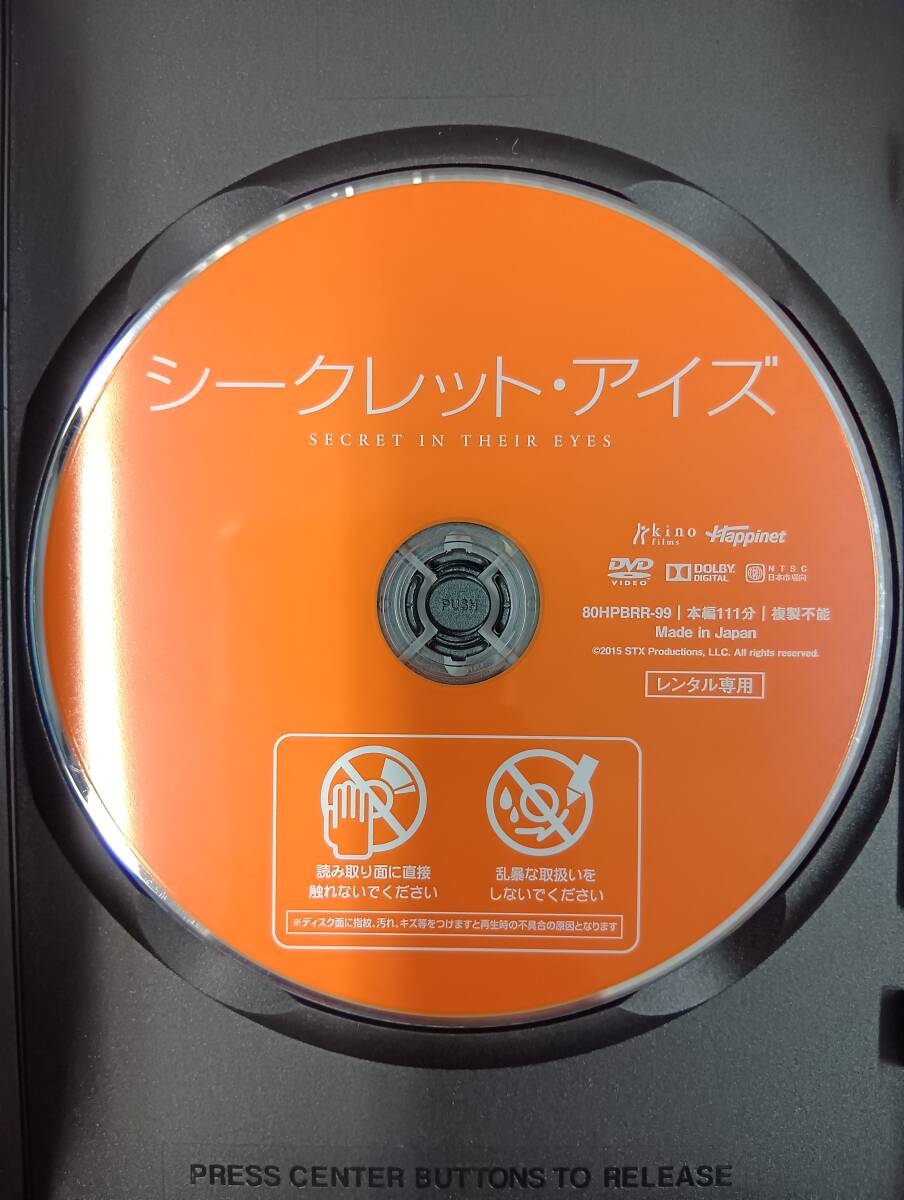 シークレット・アイズ
SECRET IN THEIR EYES
kino films Happinet
DVD VIDEO DOLBY DIGITAL NTSC 日本市場向
80HPBRR-99 | 本編111分 | 複製不能
Made in Japan
©2015 STX Productions, LLC. All rights reserved.
レンタル専用
PUSH
読み取り面に直接
触れないでください
乱暴な取扱いを
しないでください
※ディスク面に指紋、汚れ、キズ等をつけますと再生時の不具合の原因となります
PRESS CENTER BUTTONS TO RELEASE